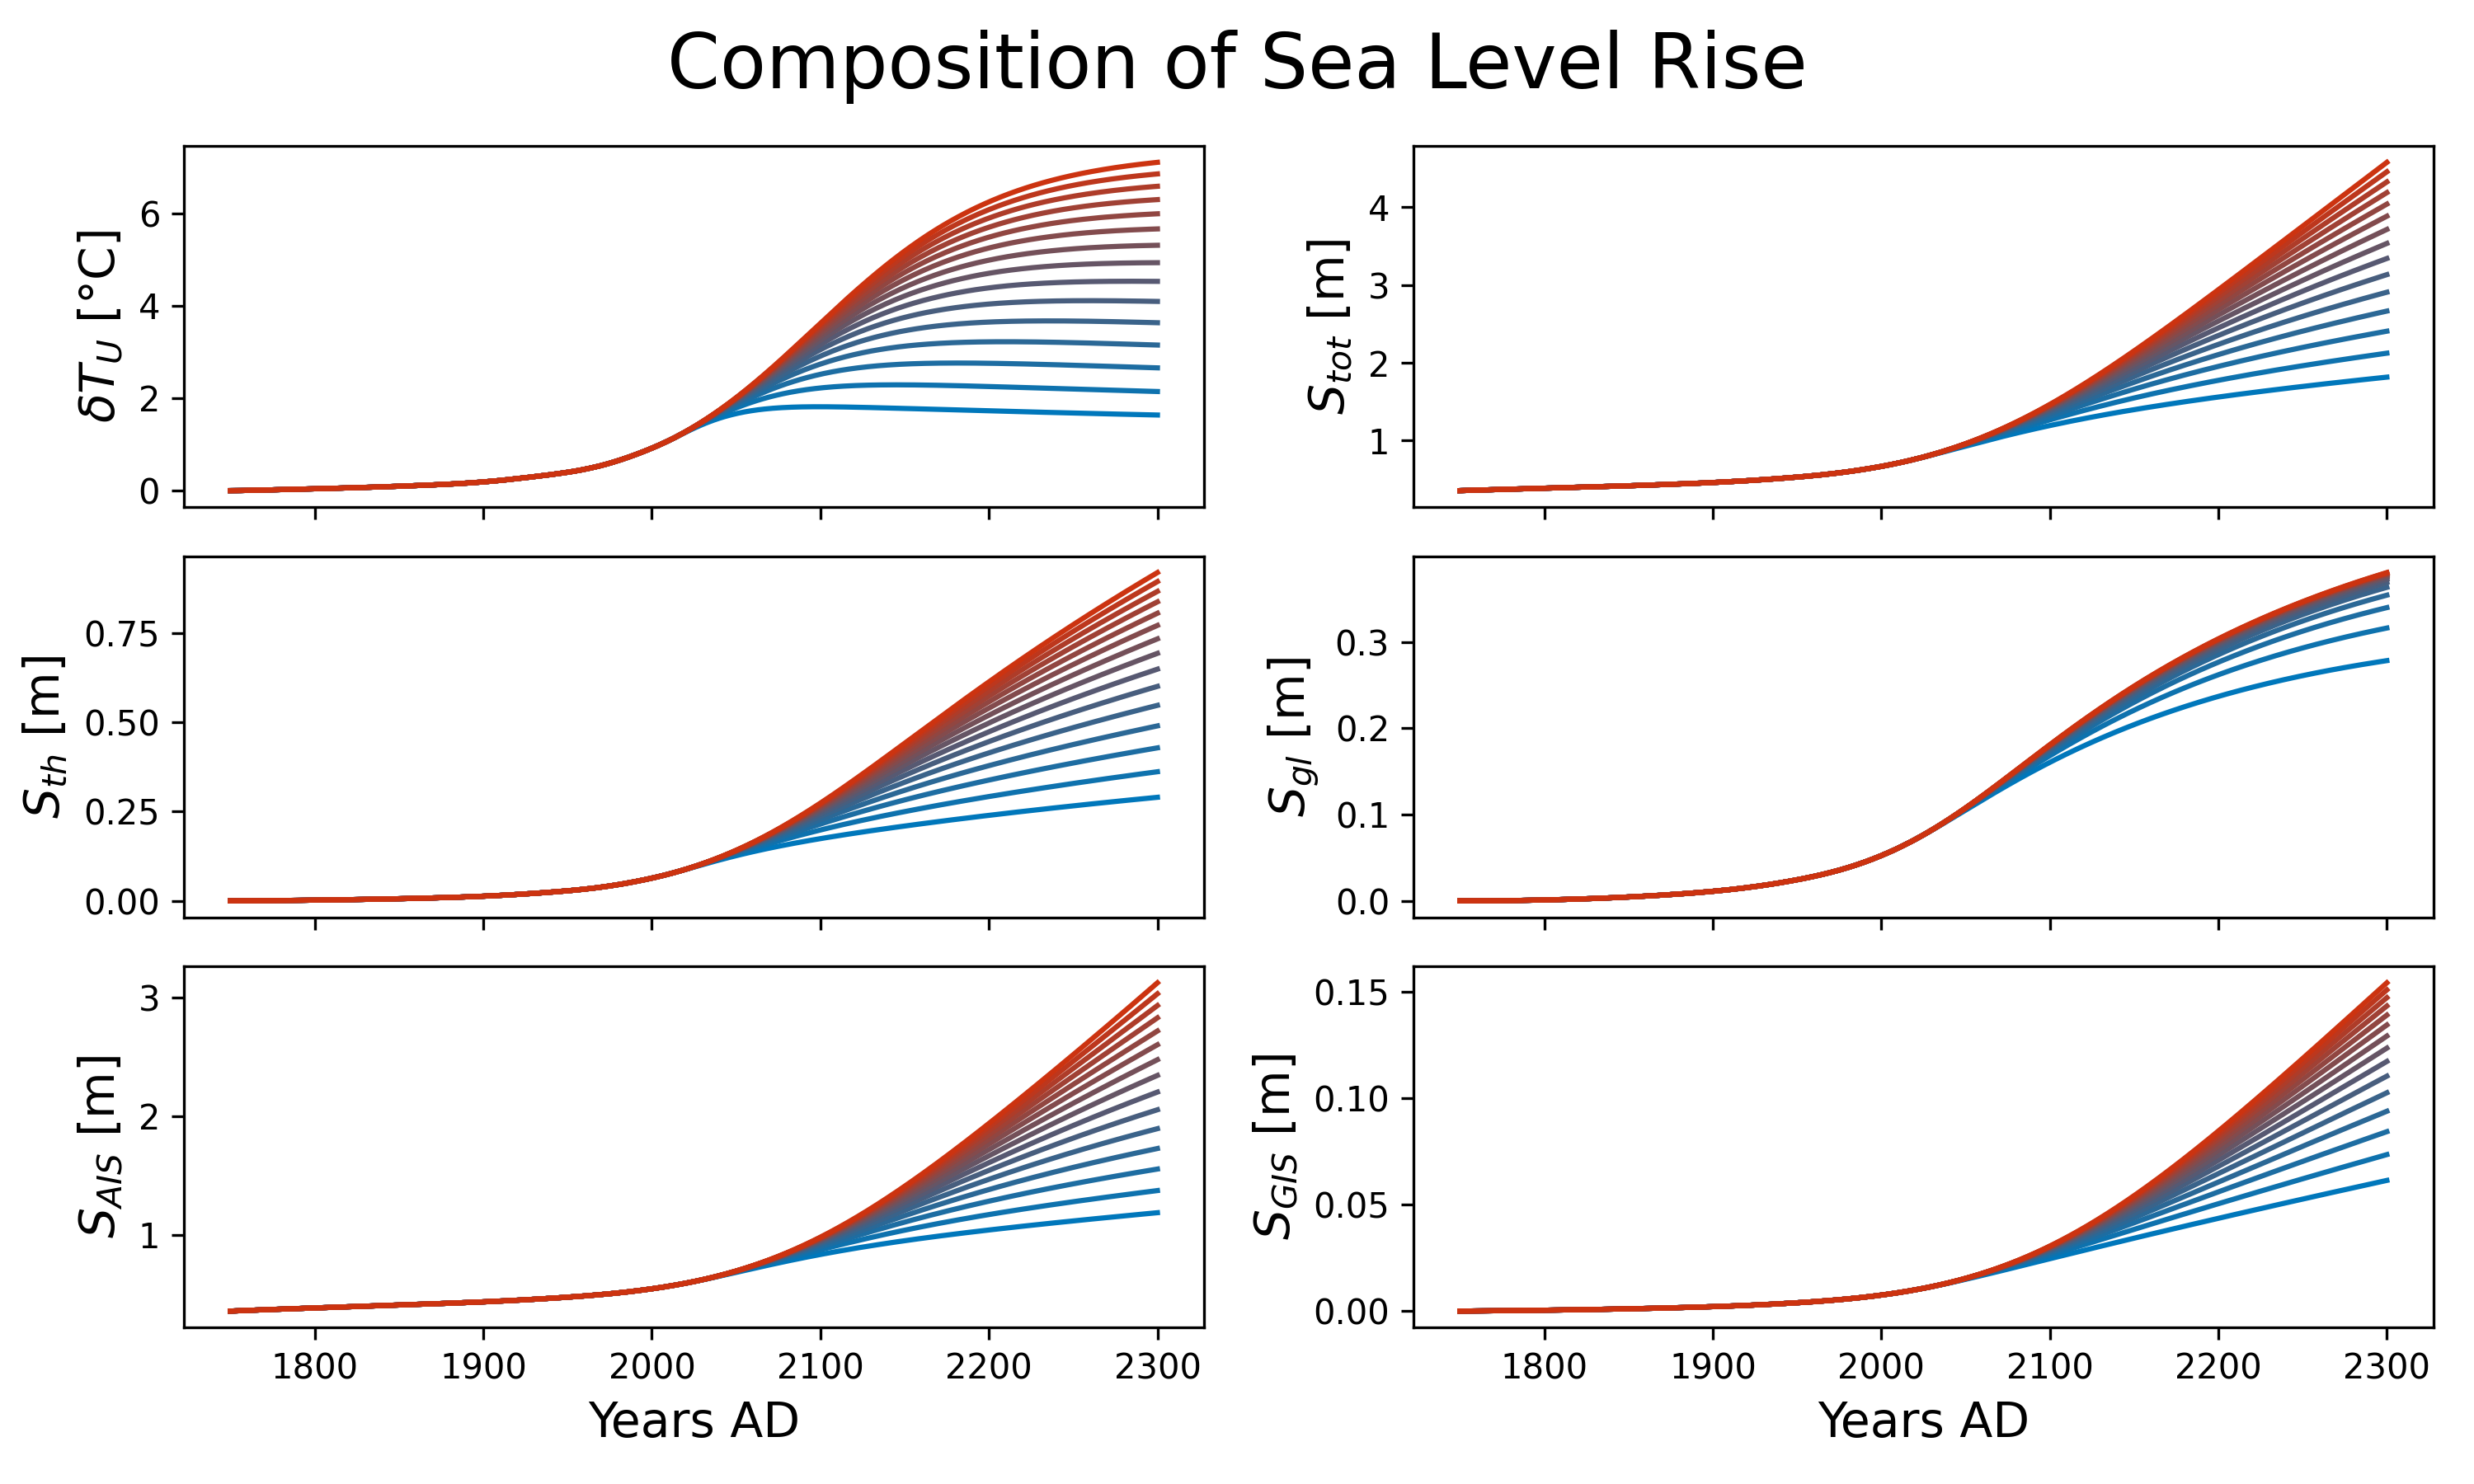 Composition of Sea Level Rise
δT_U [°C]
6
4
2
0
S_tot [m]
4
3
2
1
S_th [m]
0.75
0.50
0.25
0.00
S_gl [m]
0.3
0.2
0.1
0.0
S_AIS [m]
3
2
1
1800 1900 2000 2100 2200 2300
Years AD
S_GIS [m]
0.15
0.10
0.05
0.00
1800 1900 2000 2100 2200 2300
Years AD